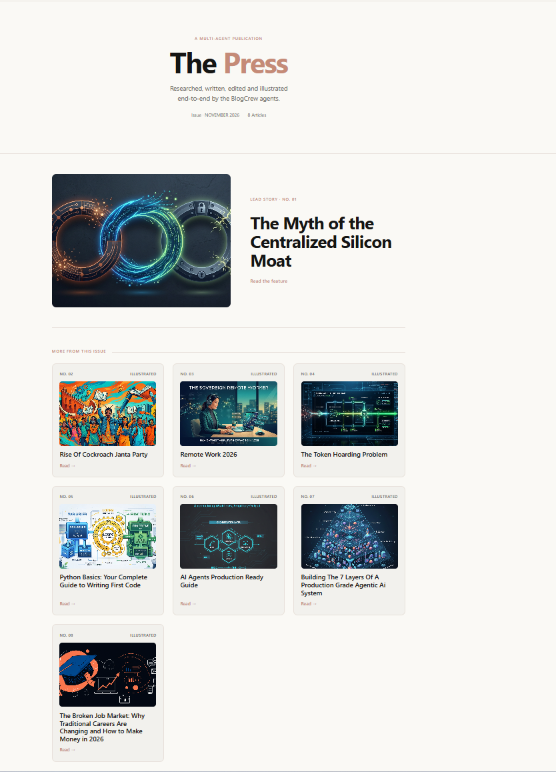 A MULTI-AGENT PUBLICATION
The Press
Researched, written, edited and illustrated
end-to-end by the BlogCrew agents.
Issue NOVEMBER 2026 8 Articles
LEAD STORY · NO. 01
The Myth of the
Centralized Silicon
Moat
Read the feature
MORE FROM THIS ISSUE
NO. 02 ILLUSTRATED
Rise Of Cockroach Janta Party
Read →
NO. 03 ILLUSTRATED
THE SOVEREIGN REMOTE WORKER
Remote Work 2026
Read →
NO. 04 ILLUSTRATED
The Token Hoarding Problem
Read →
NO. 05 ILLUSTRATED
Python Basics: Your Complete
Guide to Writing First Code
Read →
NO. 06 ILLUSTRATED
AI Agents Production Ready
Guide
Read →
NO. 07 ILLUSTRATED
Building The 7 Layers Of A
Production Grade Agentic Ai
System
Read →
ILLUSTRATED
The Broken Job Market: Why
Traditional Careers Are
Changing and How to Make
Money in 2026
Read →